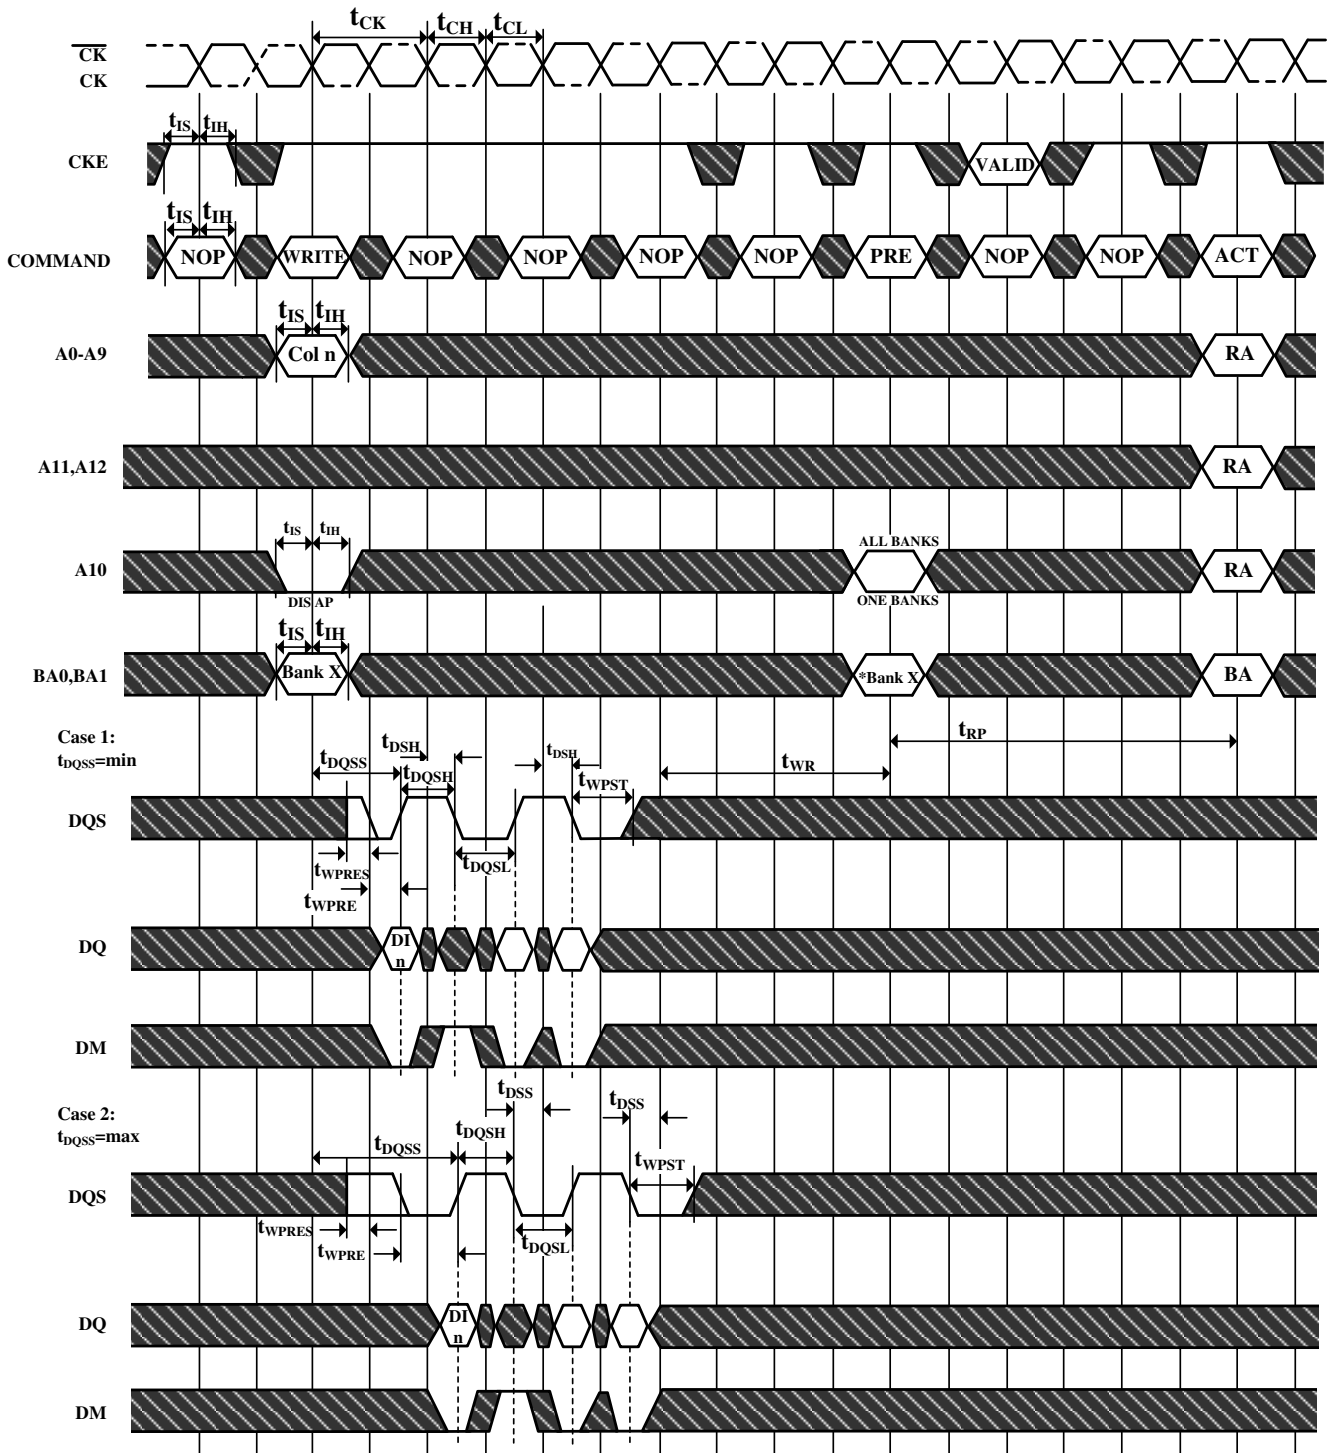 tCK tCH tCL
CK
CK
tIS tIH
CKE VALID
tIS tIH
COMMAND NOP WRITE NOP NOP NOP NOP PRE NOP NOP ACT
tIS tIH
A0-A9 Col n RA
A11,A12 RA
tIS tIH ALL BANKS
A10 RA
DIS AP ONE BANKS
tIS tIH
BA0,BA1 Bank X *Bank X BA
Case 1:
tDQSS=min
tDQSS tDSH tDQSH tDSH tWPST tWR tRP
DQS
tWPRES tDQSL
tWPRE
DQ DI n
DM
tDSS tDSS
Case 2:
tDQSS=max
tDQSS tDQSH tWPST
DQS
tWPRES tWPRE tDQSL
DQ DI n
DM